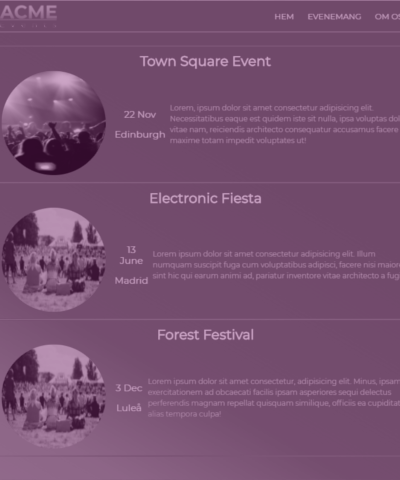 ACME
HEM EVENEMANG OM OS
Town Square Event
22 Nov
Edinburgh
Lorem, ipsum dolor sit amet consectetur adipisicing elit.
Necessitatibus eaque est quidem iste sit nulla, ipsa voluptas dol
vitae nam, reiciendis architecto consequatur accusamus facere
maxime totam impedit voluptates ut!
Electronic Fiesta
13
June
Madrid
Lorem ipsum dolor sit amet consectetur adipisicing elit. Illum
numquam suscipit fuga cum voluptatibus adipisci, facere nisi maiore
sint hic qui earum animi ad, pariatur inventore vitae architecto a fug
Forest Festival
3 Dec
Luleå
Lorem ipsum dolor sit amet consectetur, adipisicing elit. Minus, ipsam
exercitationem ad obcaecati facilis ipsam asperiores sequi delectus
perferendis magnam repellat quisquam similique, officiis ea cupiditat
alias tempora culpa!